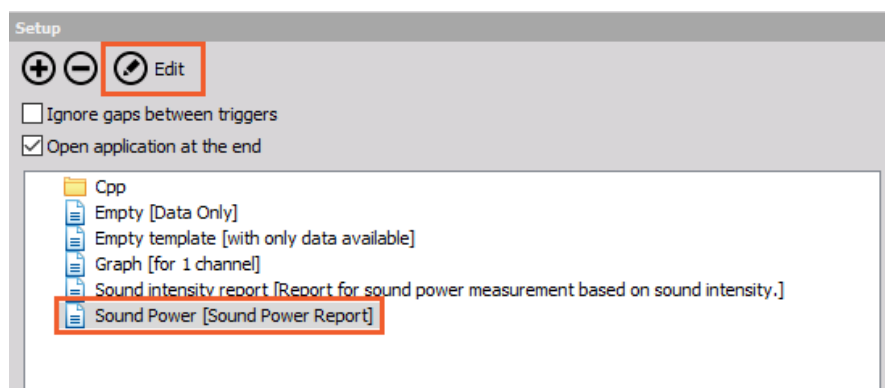 Setup
Edit
Ignore gaps between triggers
Open application at the end
Cpp
Empty [Data Only]
Empty template [with only data available]
Graph [for 1 channel]
Sound intensity report [Report for sound power measurement based on sound intensity.]
Sound Power [Sound Power Report]